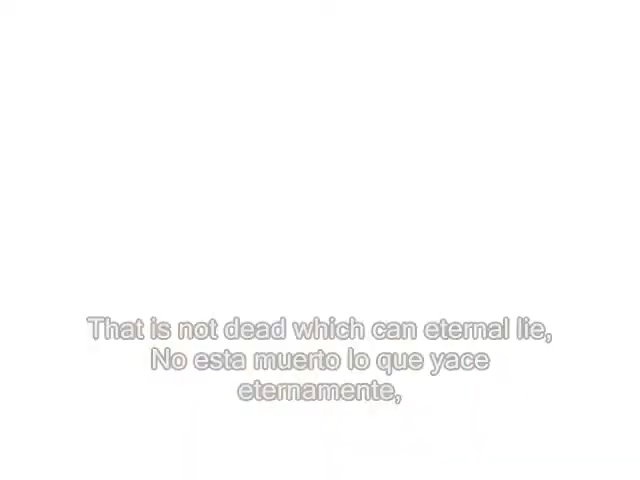 That is not dead which can eternal lie,
No esta muerto lo que yace
eternamente,